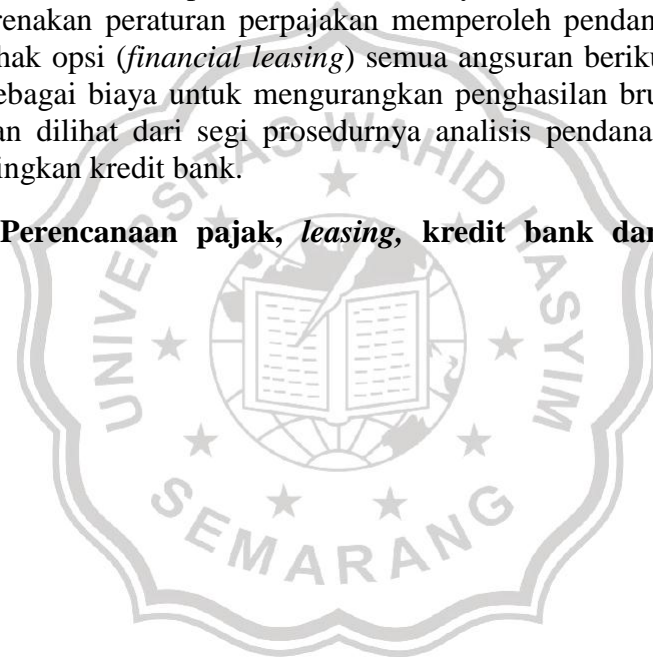 renakan peraturan perpajakan memperoleh pendan
hak opsi (financial leasing) semua angsuran beriku
ebagai biaya untuk mengurangkan penghasilan bru
an dilihat dari segi prosedurnya analisis pendana
ingkan kredit bank.
Perencanaan pajak, leasing, kredit bank dan
UNIVERSITAS WAHID HASYIM
SEMARANG